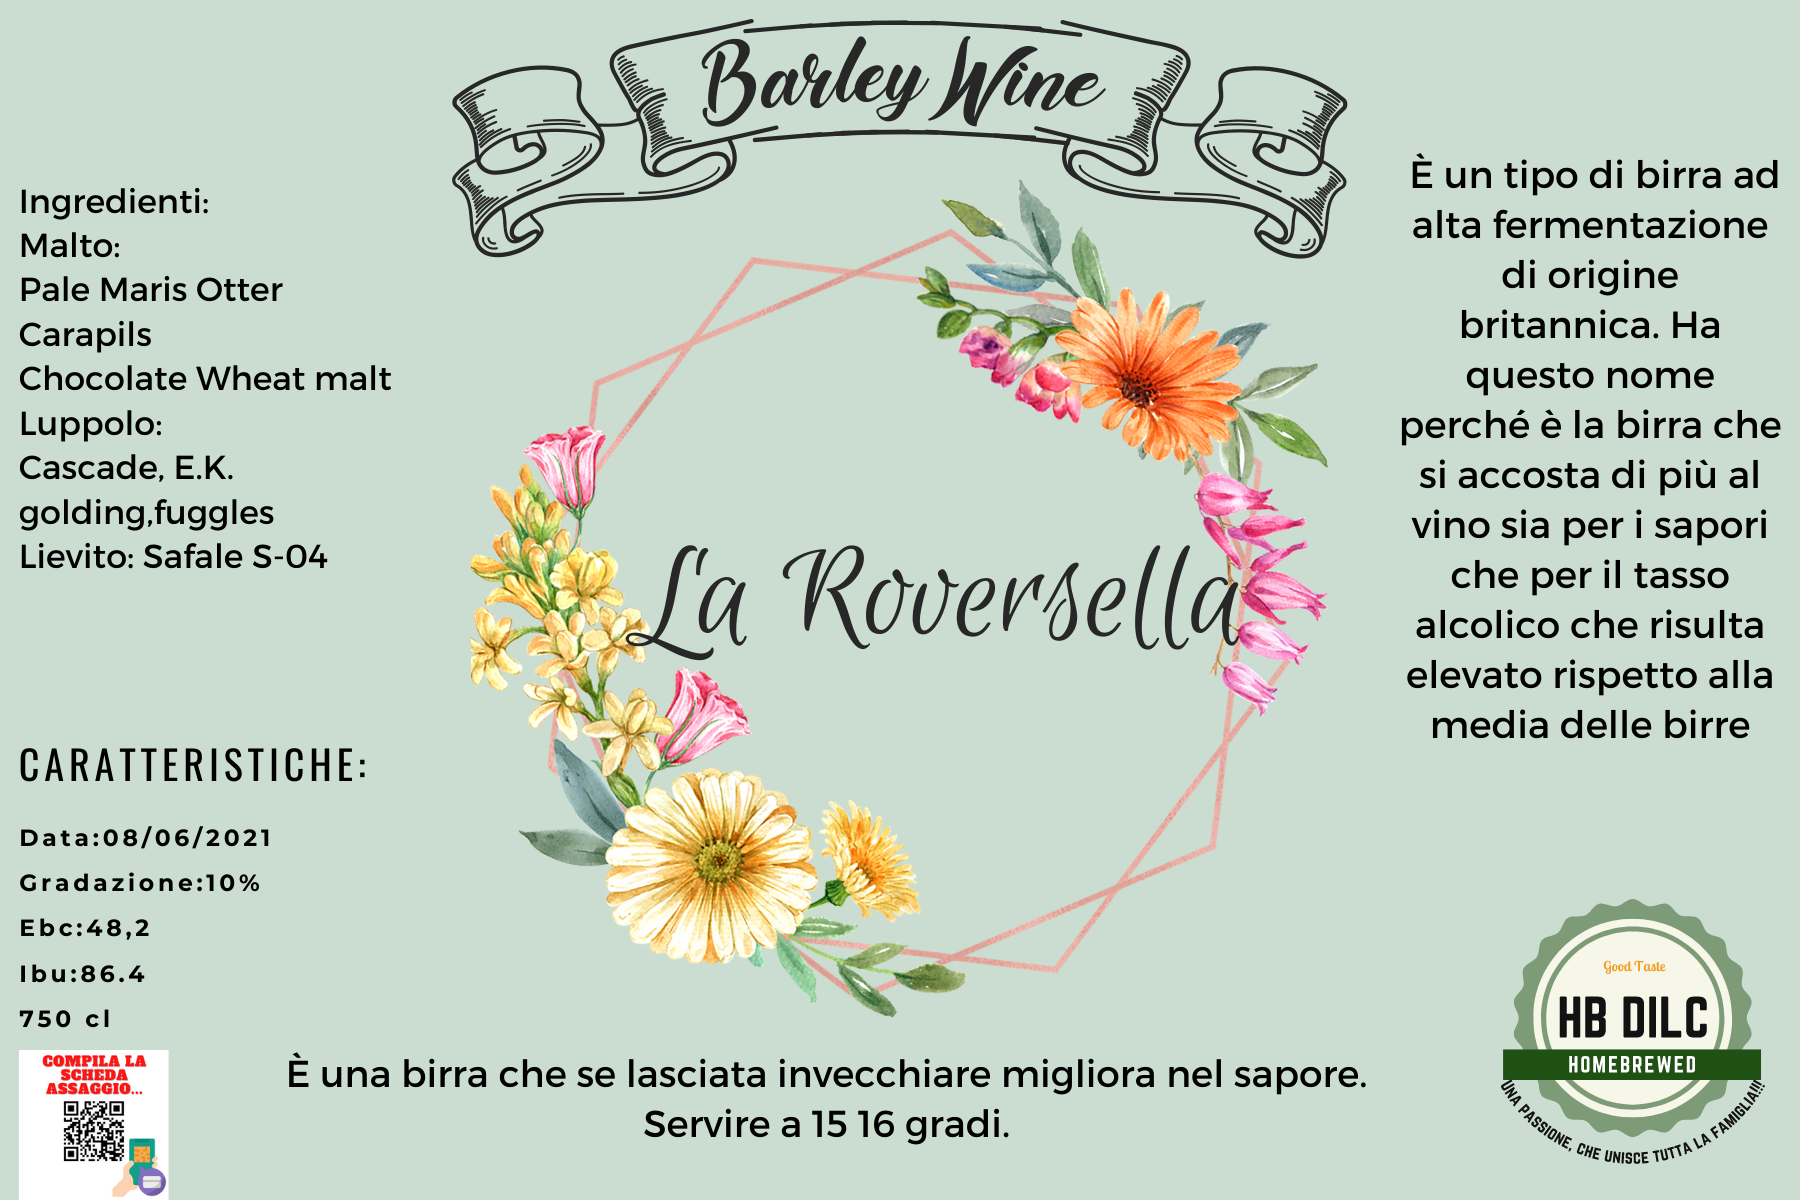 Barley Wine
Ingredienti:
Malto:
Pale Maris Otter
Carapils
Chocolate Wheat malt
Luppolo:
Cascade, E.K.
golding,fuggles
Lievito: Safale S-04
CARATTERISTICHE:
Data:08/06/2021
Gradazione:10%
Ebc:48,2
Ibu:86.4
750 cl
COMPILA LA
SCHEDA
ASSAGGIO...
La Roversella
È un tipo di birra ad
alta fermentazione
di origine
britannica. Ha
questo nome
perché è la birra che
si accosta di più al
vino sia per i sapori
che per il tasso
alcolico che risulta
elevato rispetto alla
media delle birre
È una birra che se lasciata invecchiare migliora nel sapore.
Servire a 15 16 gradi.
Good Taste
HB DILC
HOMEBREWED
UNA PASSIONE, CHE UNISCE TUTTA LA FAMIGLIA!!!